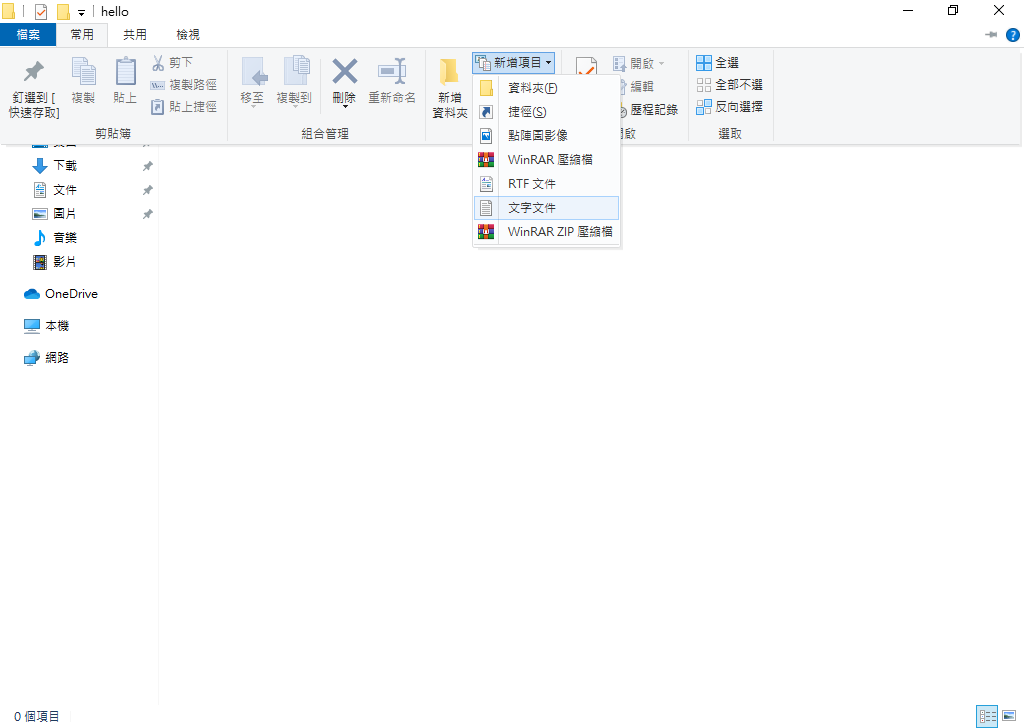 hello
檔案
常用
共用
檢視
釘選到 [
快速存取]
複製
貼上
剪下
複製路徑
貼上捷徑
剪貼簿
移至
複製到
刪除
重新命名
組合管理
新增
資料夾
新增項目
資料夾(F)
捷徑(S)
點陣圖影像
WinRAR 壓縮檔
RTF 文件
文字文件
WinRAR ZIP 壓縮檔
開啟
編輯
歷程記錄
啟
全選
全部不選
反向選擇
選取
下載
文件
圖片
音樂
影片
OneDrive
本機
網路
0 個項目